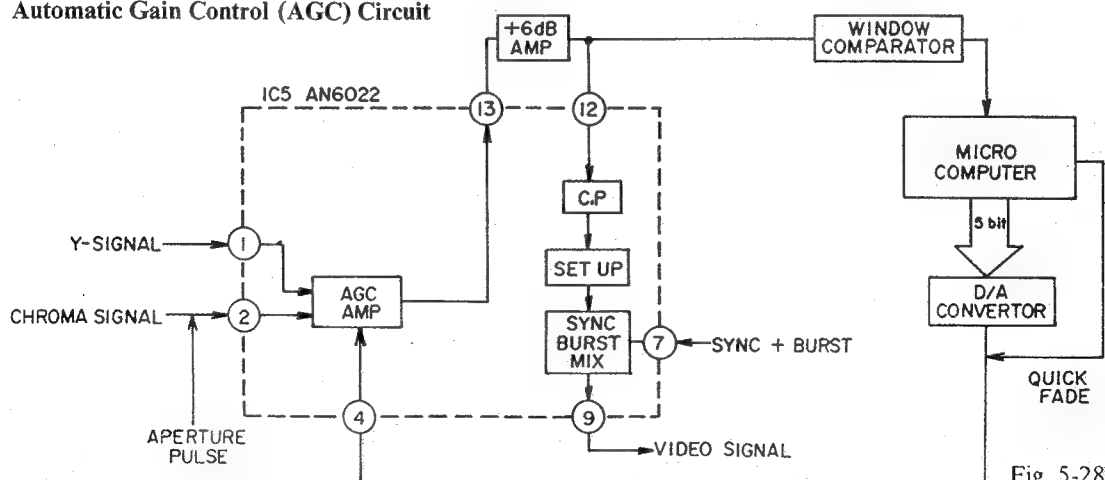 Automatic Gain Control (AGC) Circuit
+6dB
AMP
WINDOW
COMPARATOR
IC5 AN6022
13
12
MICRO
COMPUTER
C.P
5 bit
Y-SIGNAL
1
SET UP
CHROMA SIGNAL
2
AGC
AMP
D/A
CONVERTOR
SYNC
BURST
MIX
7
SYNC + BURST
QUICK
FADE
4
9
APERTURE
PULSE
VIDEO SIGNAL
Fig. 5-28